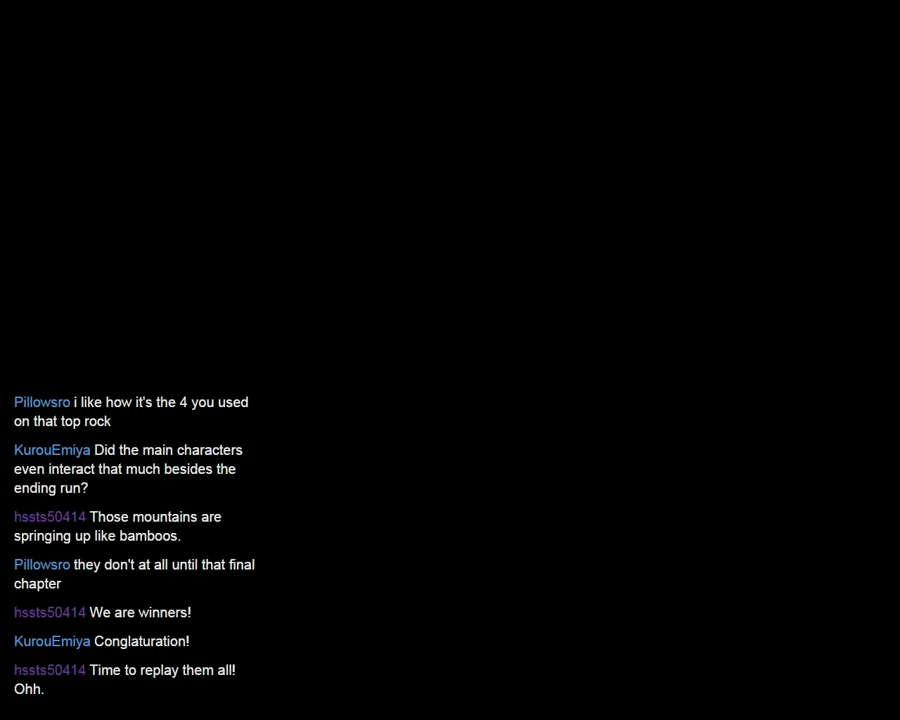 Pillowsro i like how it's the 4 you used
on that top rock
KurouEmiya Did the main characters
even interact that much besides the
ending run?
hssts50414 Those mountains are
springing up like bamboos.
Pillowsro they don't at all until that final
chapter
hssts50414 We are winners!
KurouEmiya Conglaturation!
hssts50414 Time to replay them all!
Ohh.